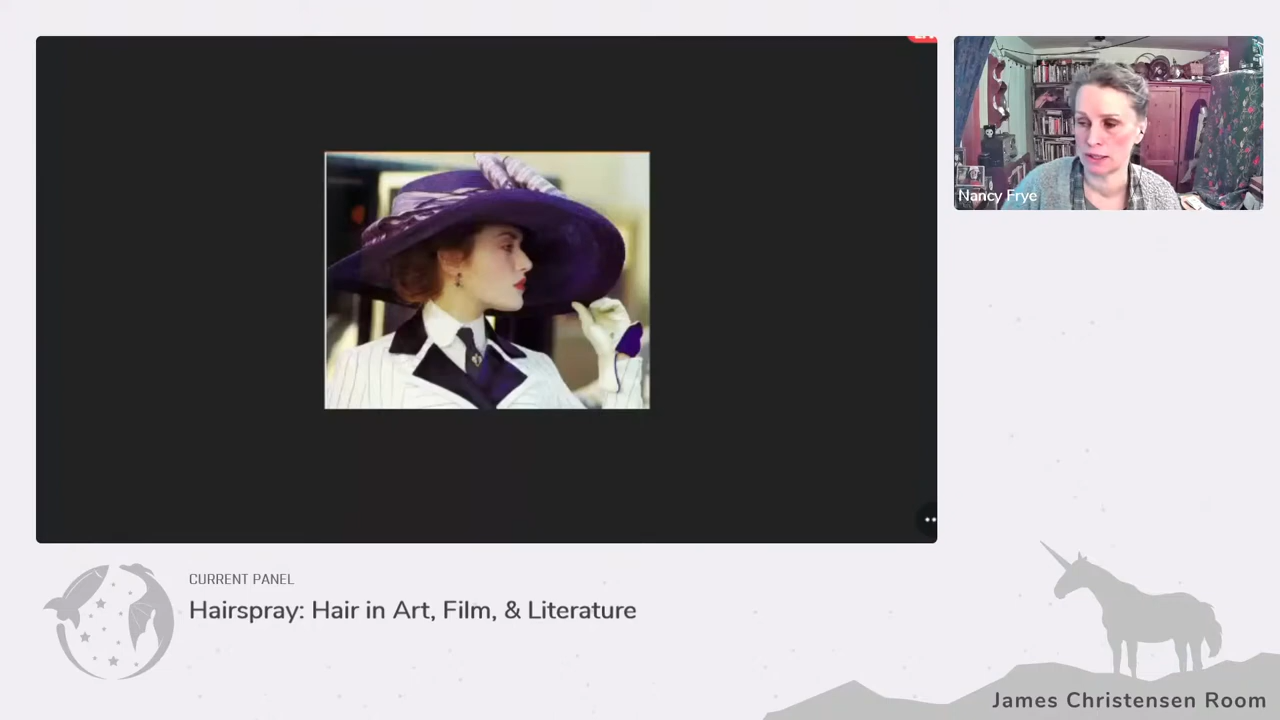 Nancy Frye
CURRENT PANEL
Hairspray: Hair in Art, Film, & Literature
James Christensen Room